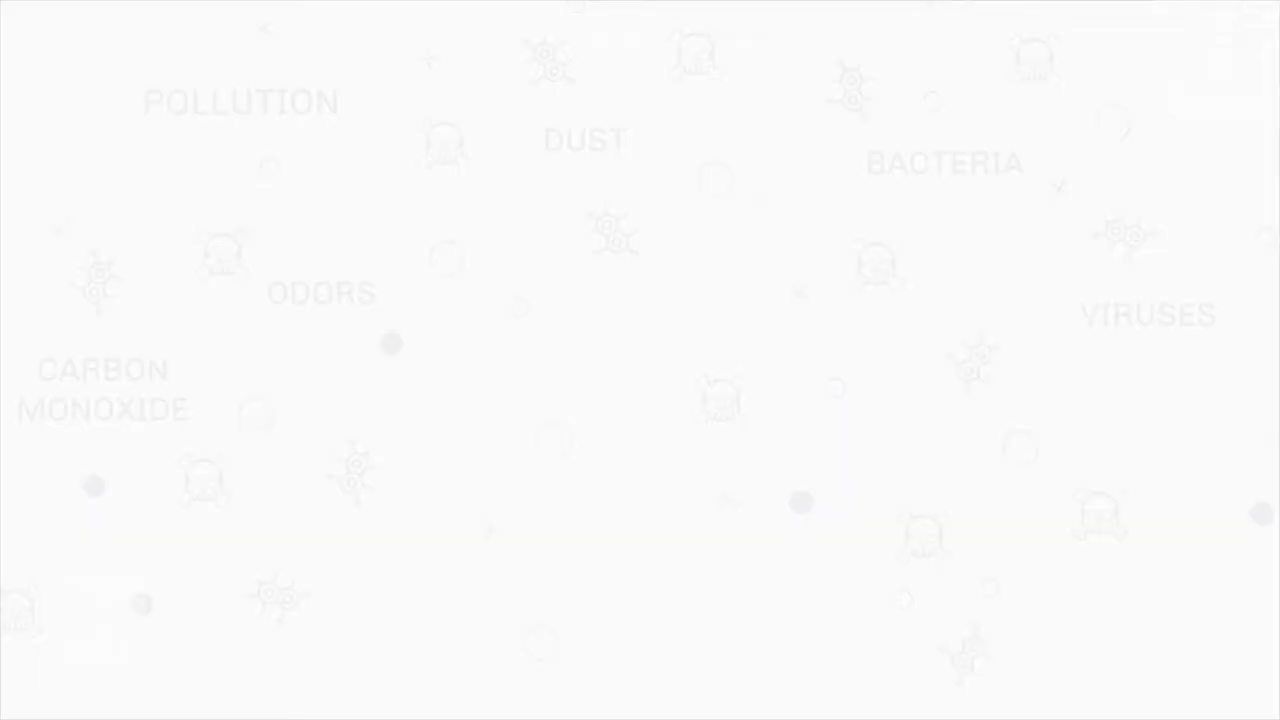 POLLUTION
DUST
BACTERIA
ODORS
VIRUSES
CARBON
MONOXIDE